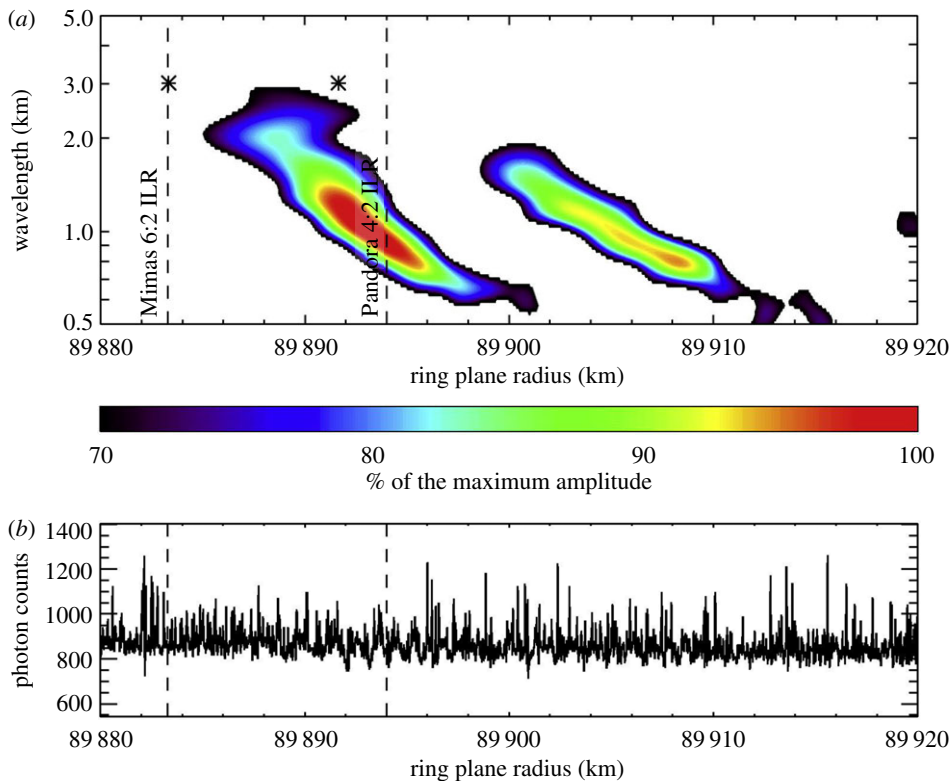 (a)
5.0
3.0
2.0
1.0
0.5
wavelength (km)
Mimas 6:2 ILR
Pandora 4:2 ILR
89 880 89 890 89 900 89 910 89 920
ring plane radius (km)
70 80 90 100
% of the maximum amplitude
(b)
1400
1200
1000
800
600
photon counts
89 880 89 890 89 900 89 910 89 920
ring plane radius (km)